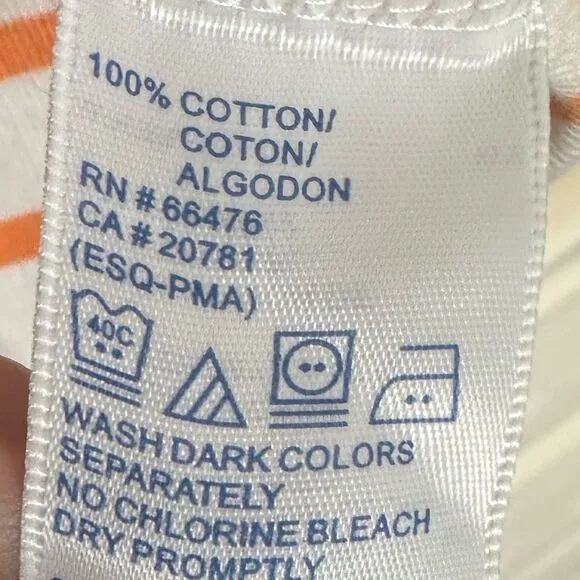 100% COTTON/
COTON/
ALGODON
RN # 66476
CA # 20781
(ESQ-PMA)
40C
WASH DARK COLORS
SEPARATELY
NO CHLORINE BLEACH
DRY PROMPTLY